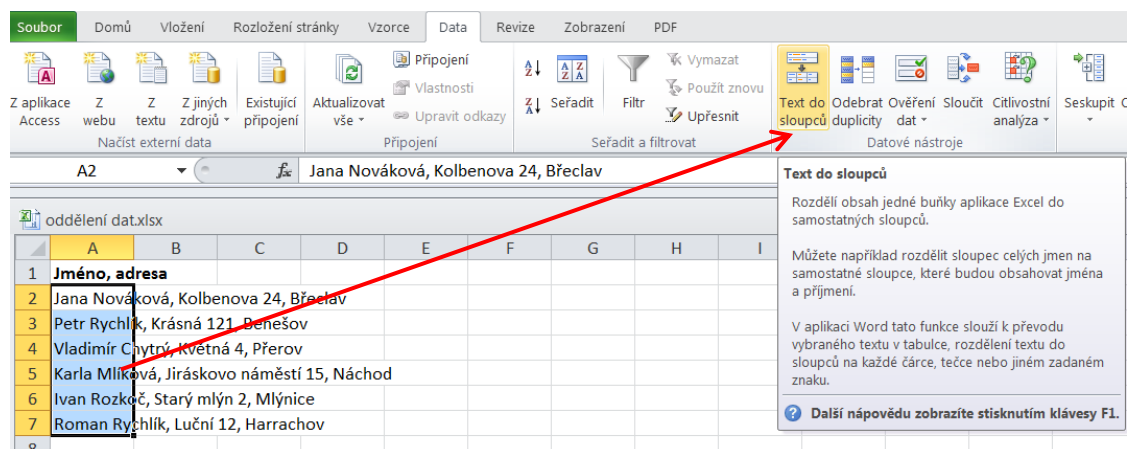 Soubor Domů Vložení Rozložení stránky Vzorce Data Revize Zobrazení PDF
Z aplikace Access
Z webu
Z textu
Z jiných zdrojů
Existující připojení
Načíst externí data
Aktualizovat vše
Připojení
Vlastnosti
Upravit odkazy
Připojení
Seřadit
Filtr
Vymazat
Použít znovu
Upřesnit
Seřadit a filtrovat
Text do sloupců
Odebrat duplicity
Ověření dat
Sloučit
Citlivostní analýza
Datové nástroje
Seskupit
A2 fx Jana Nováková, Kolbenova 24, Břeclav
oddělení dat.xlsx
A B C D E F G H I
1 Jméno, adresa
2 Jana Nováková, Kolbenova 24, Břeclav
3 Petr Rychlík, Krásná 121, Benešov
4 Vladimír Chytrý, Květná 4, Přerov
5 Karla Mlíková, Jiráskovo náměstí 15, Náchod
6 Ivan Rozkoč, Starý mlýn 2, Mlýnice
7 Roman Rychlík, Luční 12, Harrachov
8
Text do sloupců
Rozdělí obsah jedné buňky aplikace Excel do
samostatných sloupců.
Můžete například rozdělit sloupec celých jmen na
samostatné sloupce, které budou obsahovat jména
a příjmení.
V aplikaci Word tato funkce slouží k převodu
vybraného textu v tabulce, rozdělení textu do
sloupců na každé čárce, tečce nebo jiném zadaném
znaku.
Další nápovědu zobrazíte stisknutím klávesy F1.